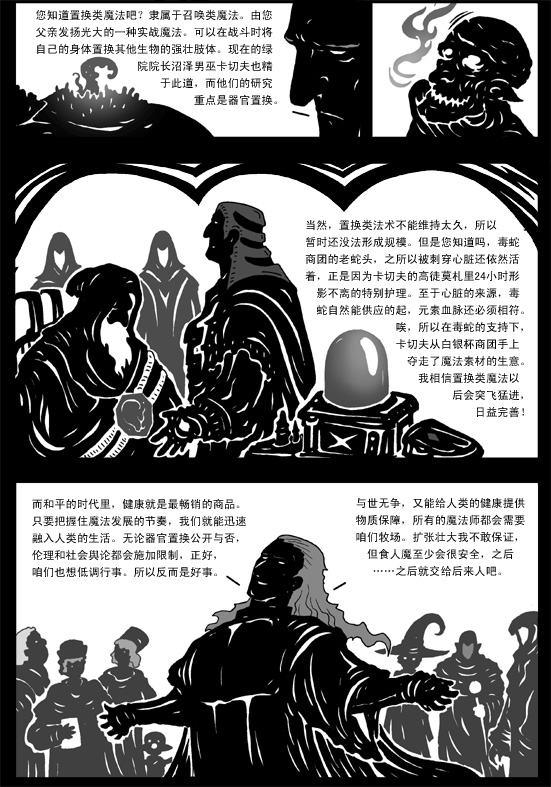 您知道置换类魔法吧?隶属于召唤类魔法。由您
父亲发扬光大的一种实战魔法。可以在战斗时将
自己的身体置换其他生物的强壮肢体。现在的绿
院院长沼泽男巫卡切夫也精
于此道,而他们的研究
重点是器官置换。
当然,置换类法术不能维持太久,所以
暂时还没法形成规模。但是您知道吗,毒蛇
商团的老蛇头,之所以被刺穿心脏还依然活
着,正是因为卡切夫的高徒莫札里24小时形
影不离的特别护理。至于心脏的来源,毒
蛇自然能供应的起,元素血脉还必须相符。
唉,所以在毒蛇的支持下,
卡切夫从白银杯商团手上
夺走了魔法素材的生意。
我相信置换类魔法以
后会突飞猛进,
日益完善!
而和平的时代里,健康就是最畅销的商品。
只要把握住魔法发展的节奏,我们就能迅速
融入人类的生活。无论器官置换公开与否,
伦理和社会舆论都会施加限制,正好,
咱们也想低调行事。所以反而是好事。
与世无争,又能给人类的健康提供
物质保障,所有的魔法师都会需要
咱们牧场。扩张壮大我不敢保证,
但食人魔至少会很安全,之后
……之后就交给后来人吧。